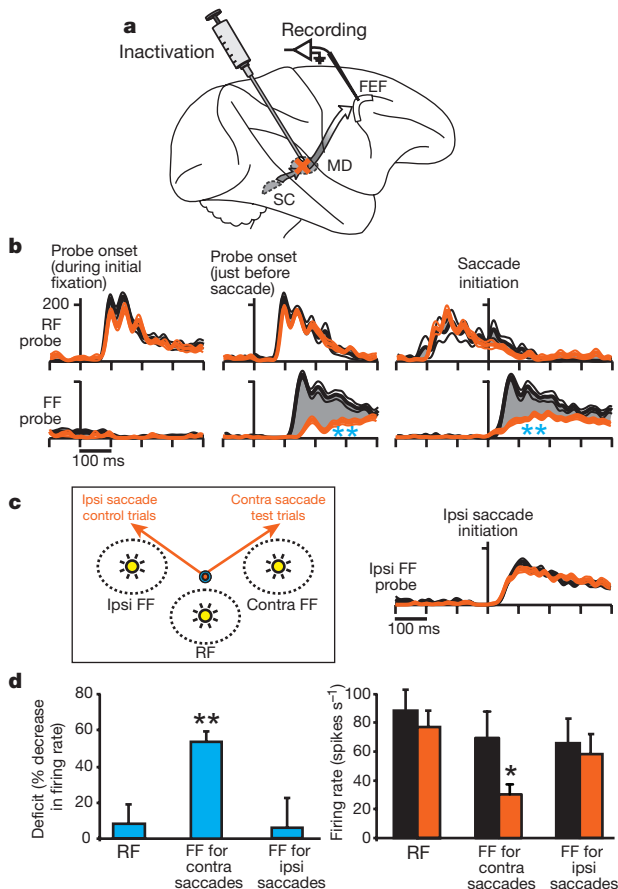 a
Recording
Inactivation
FEF
MD
SC
b
Probe onset
(during initial
fixation)
Probe onset
(just before
saccade)
Saccade
initiation
200
RF
probe
FF
probe
**
**
100 ms
c
Ipsi saccade
control trials
Contra saccade
test trials
Ipsi FF
Contra FF
RF
Ipsi saccade
initiation
Ipsi FF
probe
100 ms
d
Deficit (% decrease
in firing rate)
80
60
40
20
0
**
RF
FF for
contra
saccades
FF for
ipsi
saccades
Firing rate (spikes s⁻¹)
100
80
60
40
20
0
*
RF
FF for
contra
saccades
FF for
ipsi
saccades